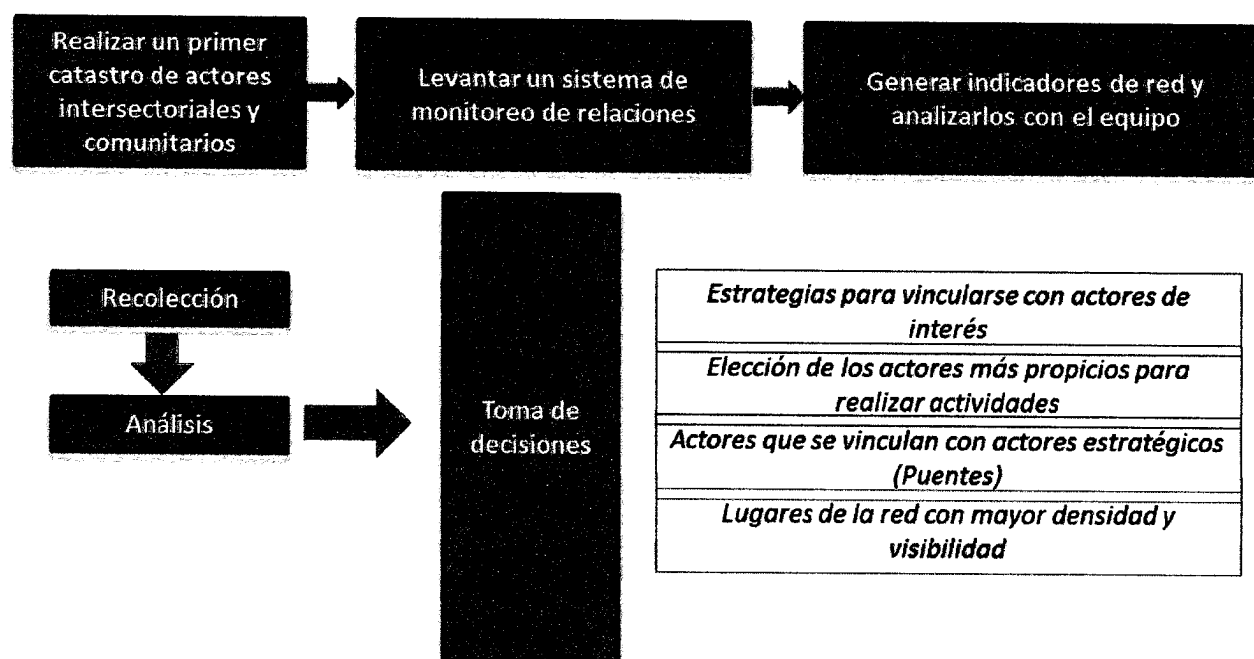 Realizar un primer
catastro de actores
intersectoriales y
comunitarios
Levantar un sistema de
monitoreo de relaciones
Generar indicadores de red y
analizarlos con el equipo
Recolección
Análisis
Toma de
decisiones
Estrategias para vincularse con actores de
interés
Elección de los actores más propicios para
realizar actividades
Actores que se vinculan con actores estratégicos
(Puentes)
Lugares de la red con mayor densidad y
visibilidad